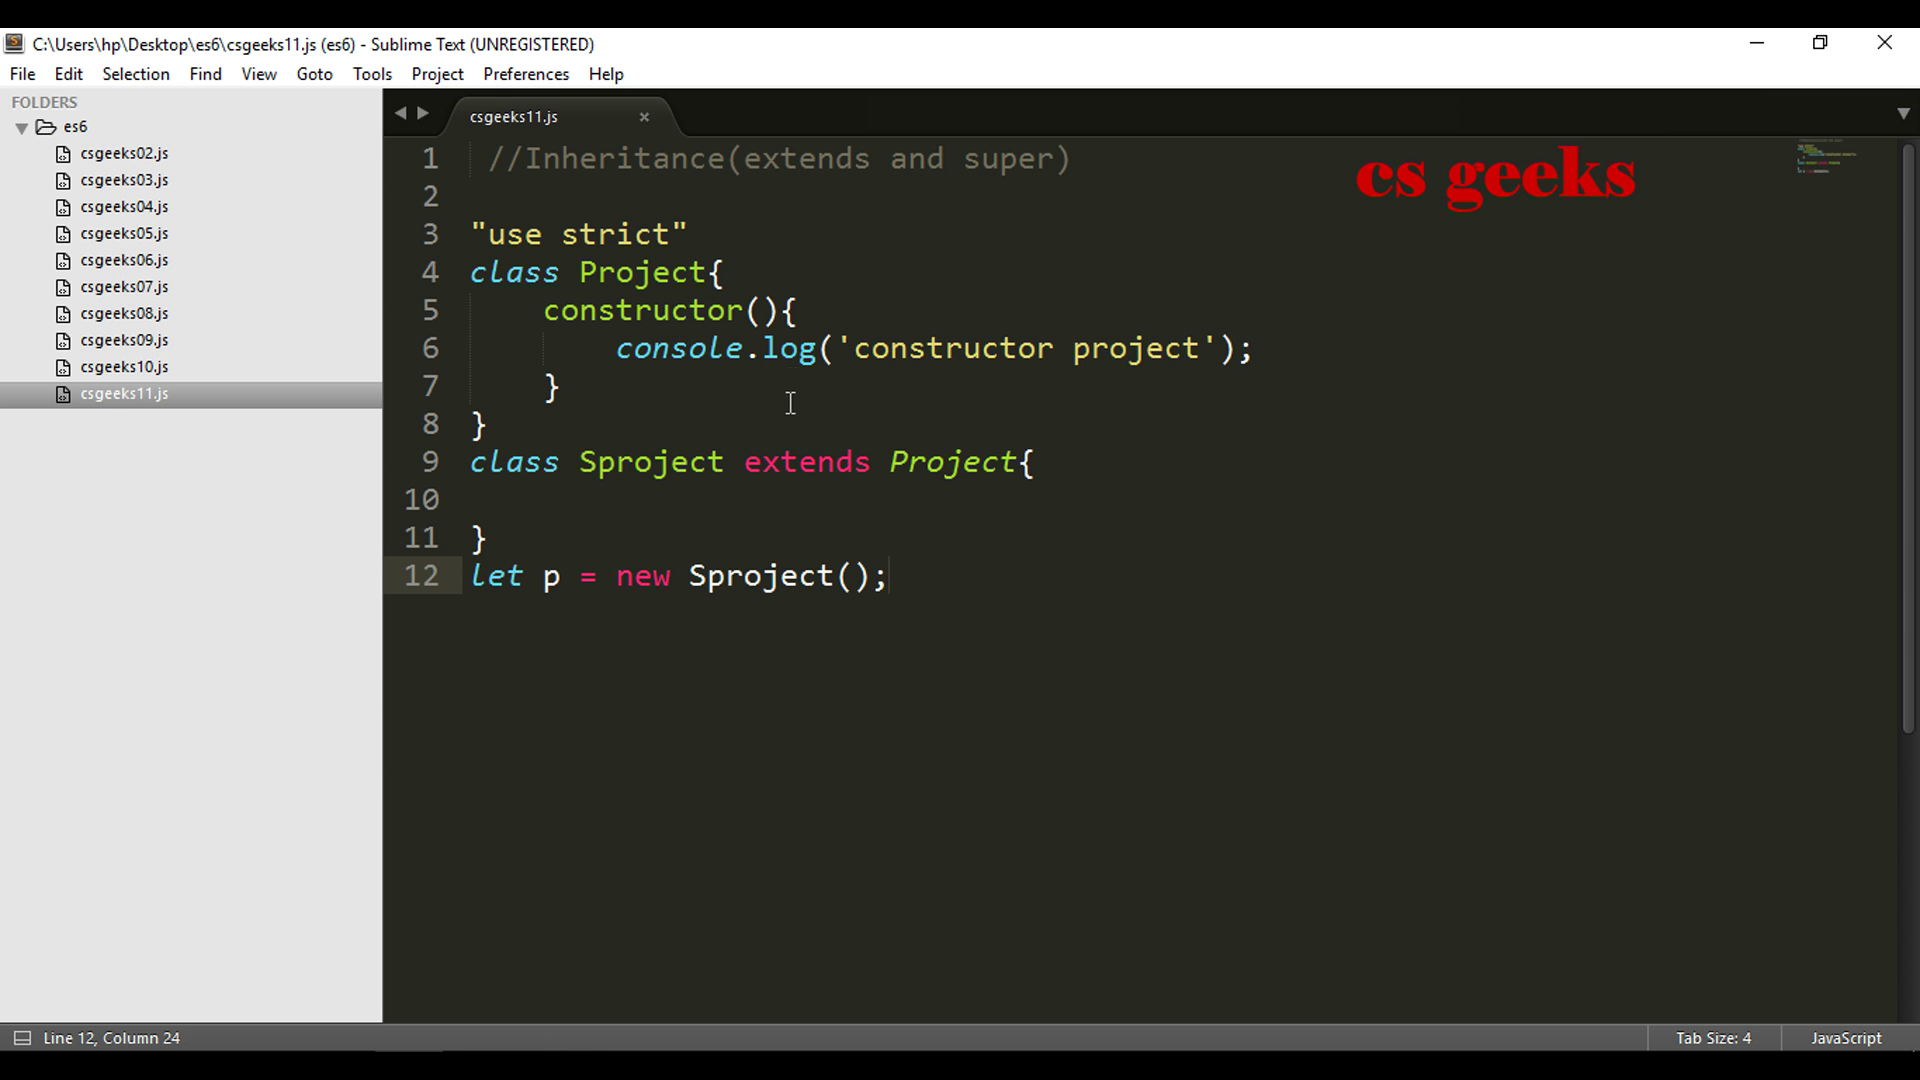 C:\Users\hp\Desktop\es6\csgeeks11.js (es6) - Sublime Text (UNREGISTERED)
File Edit Selection Find View Goto Tools Project Preferences Help
FOLDERS
es6
csgeeks02.js
csgeeks03.js
csgeeks04.js
csgeeks05.js
csgeeks06.js
csgeeks07.js
csgeeks08.js
csgeeks09.js
csgeeks10.js
csgeeks11.js
csgeeks11.js
cs geeks
1 //Inheritance(extends and super)
2
3 "use strict"
4 class Project{
5 constructor(){
6 console.log('constructor project');
7 }
8 }
9 class Sproject extends Project{
10
11 }
12 let p = new Sproject();
Line 12, Column 24
Tab Size: 4
JavaScript